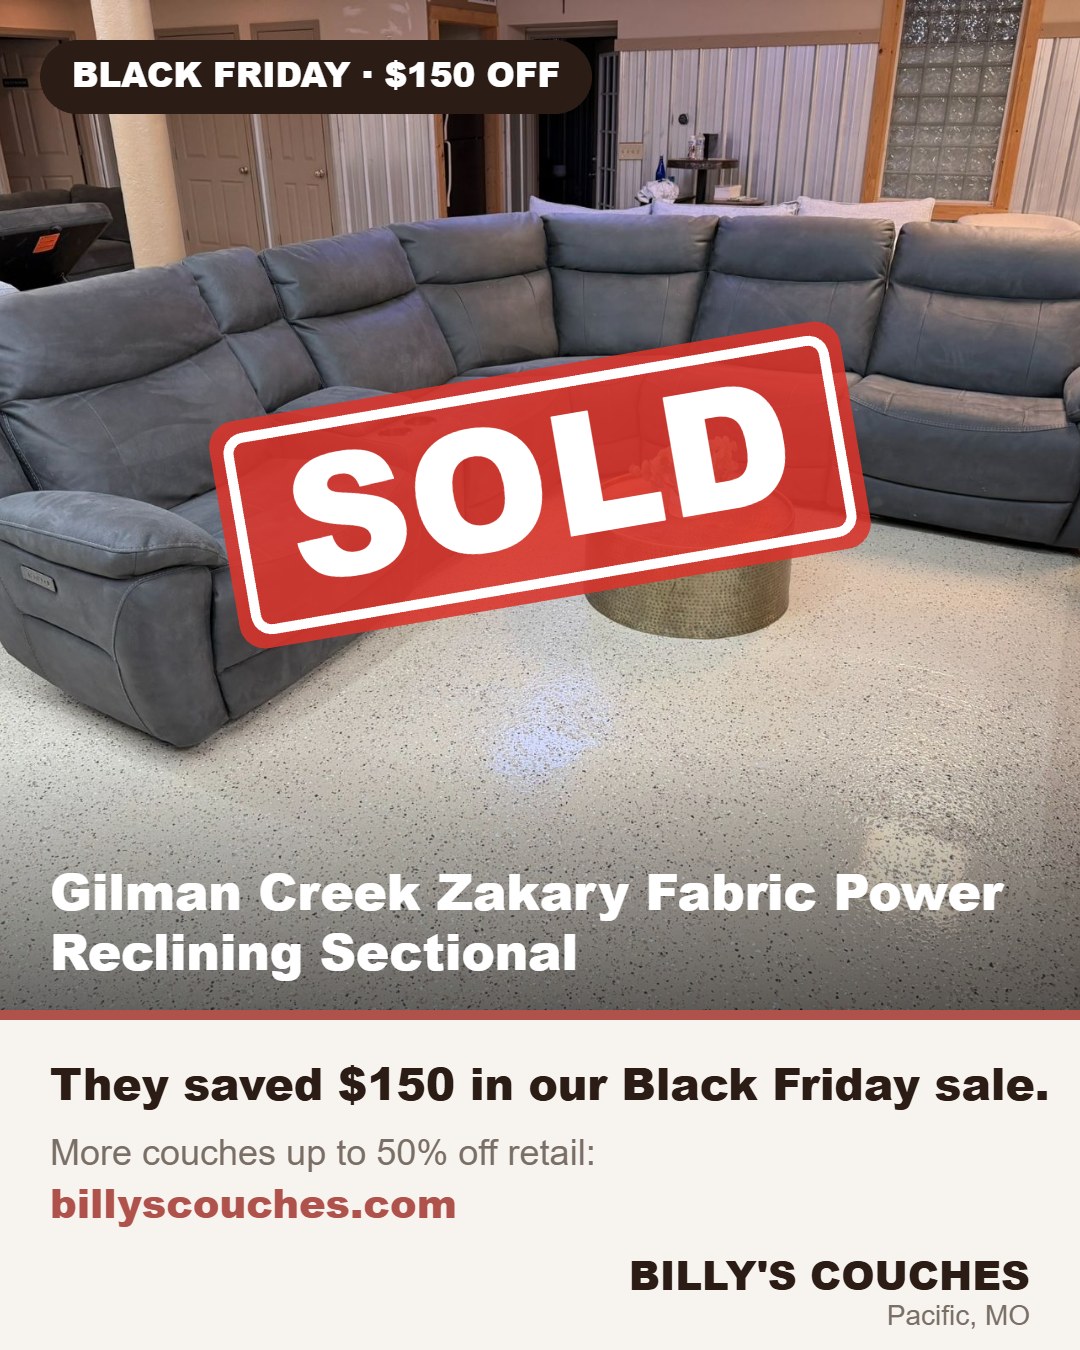 BLACK FRIDAY · $150 OFF
SOLD
Gilman Creek Zakary Fabric Power
Reclining Sectional
They saved $150 in our Black Friday sale.
More couches up to 50% off retail:
billyscouches.com
BILLY'S COUCHES
Pacific, MO